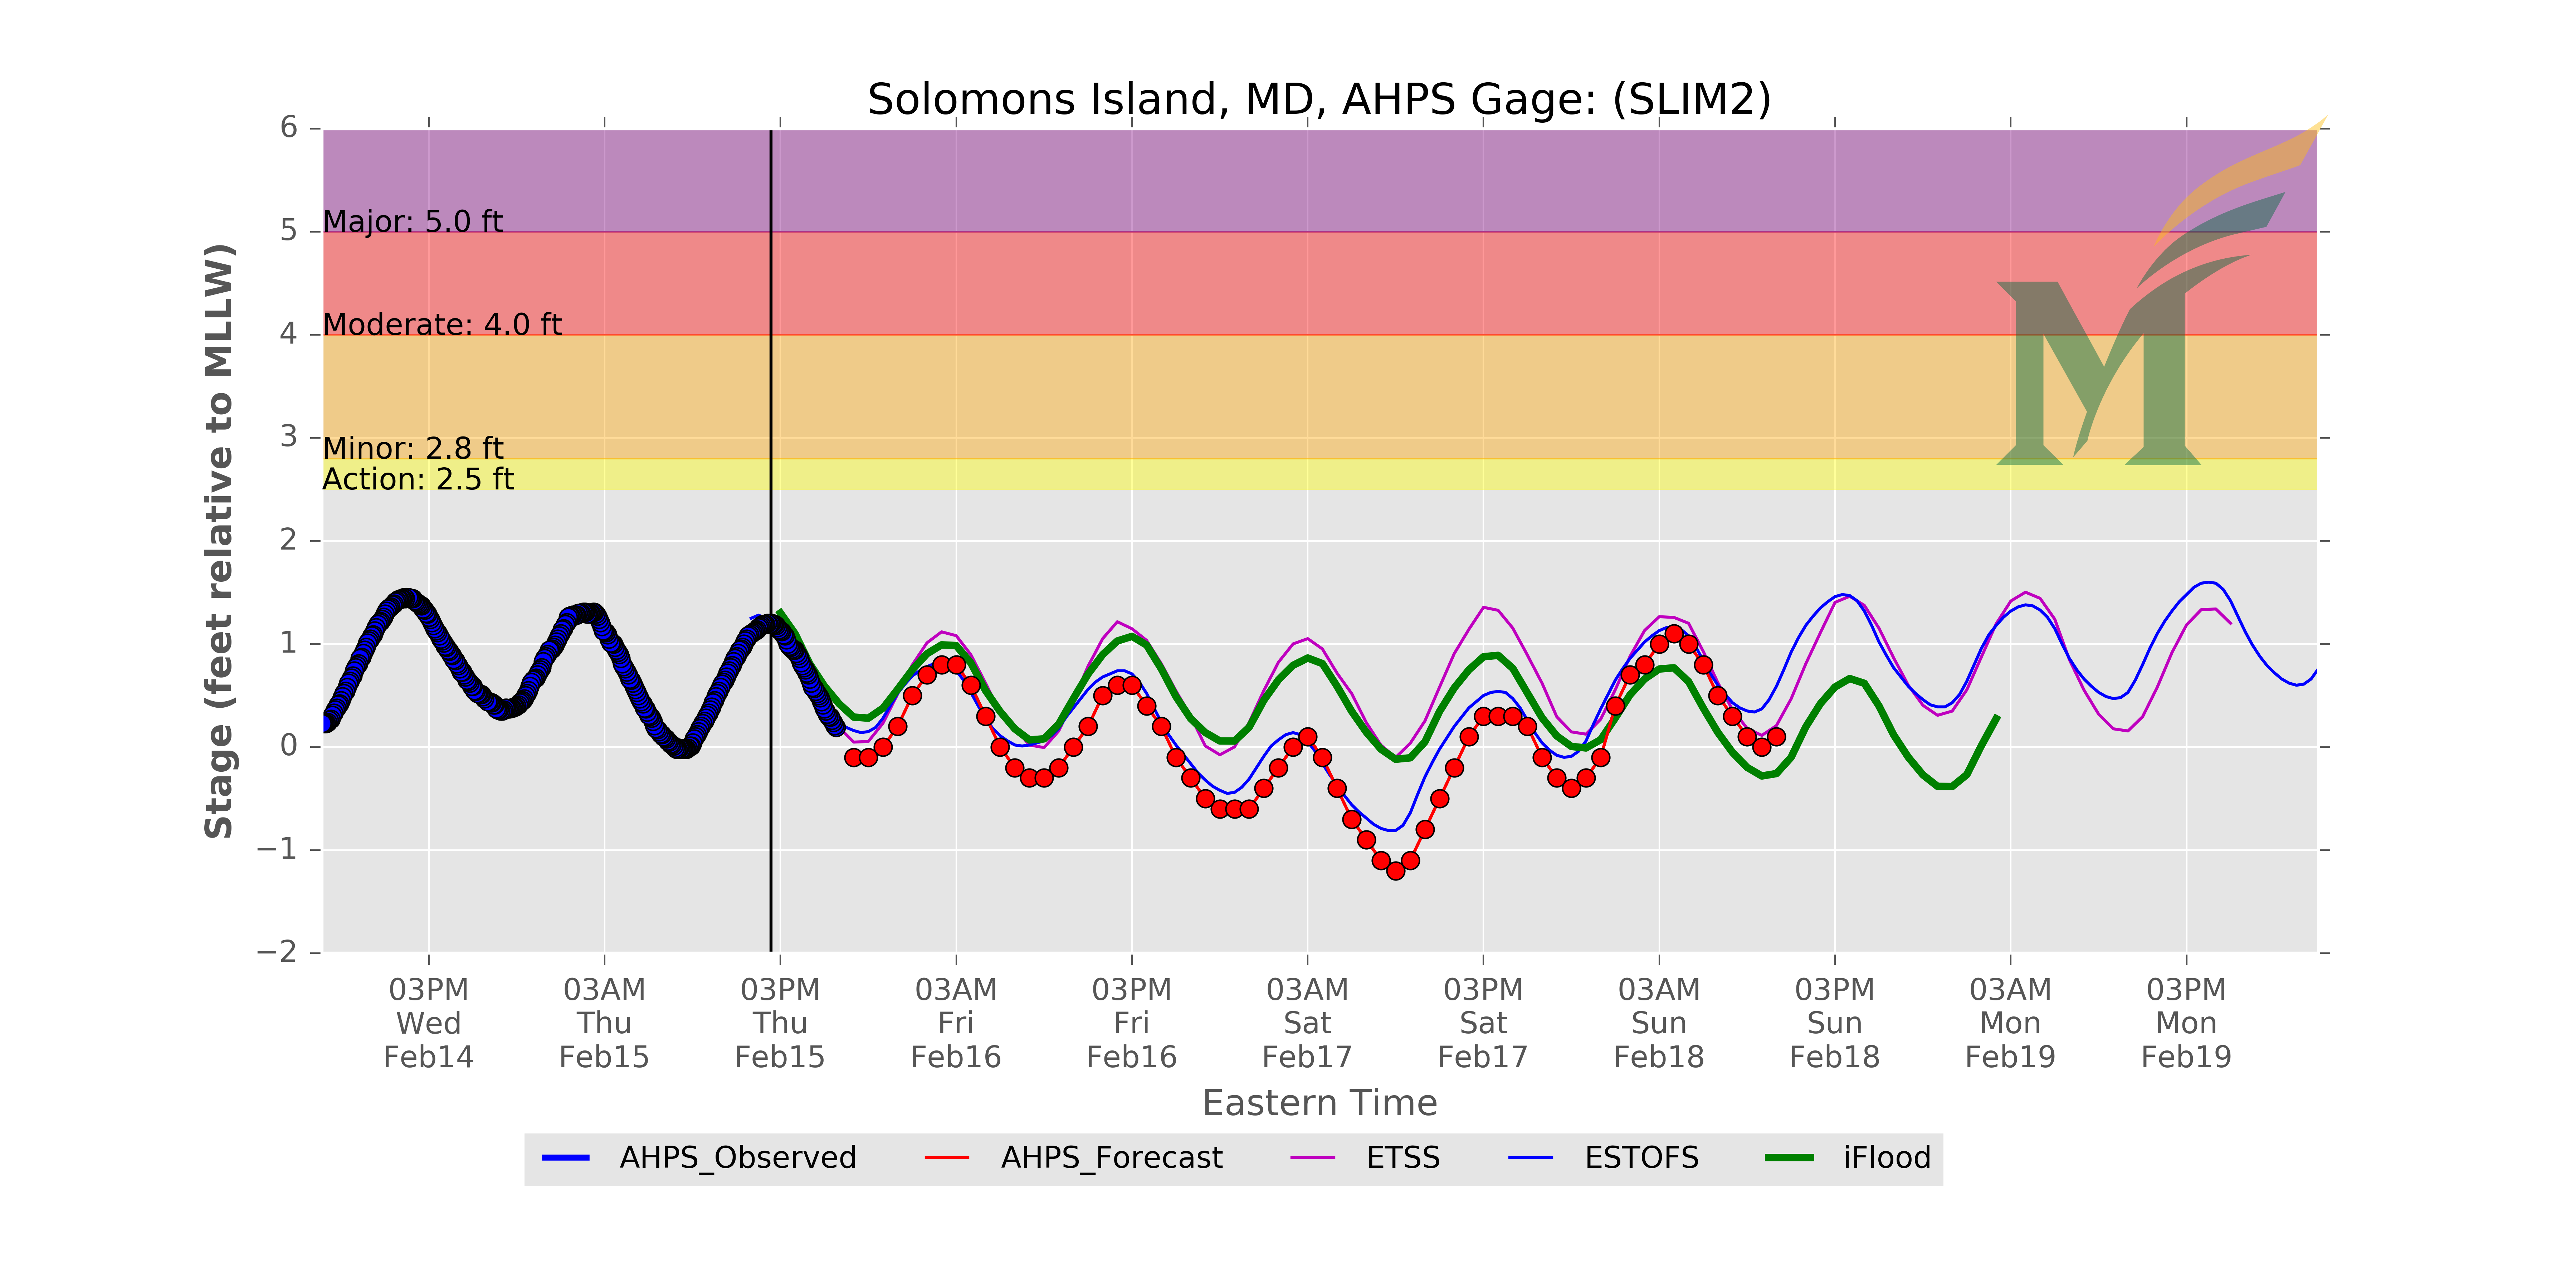 Solomons Island, MD, AHPS Gage: (SLIM2)
Stage (feet relative to MLLW)
6
5
4
3
2
1
0
−1
−2
Major: 5.0 ft
Moderate: 4.0 ft
Minor: 2.8 ft
Action: 2.5 ft
M
03PM Wed Feb14
03AM Thu Feb15
03PM Thu Feb15
03AM Fri Feb16
03PM Fri Feb16
03AM Sat Feb17
03PM Sat Feb17
03AM Sun Feb18
03PM Sun Feb18
03AM Mon Feb19
03PM Mon Feb19
Eastern Time
AHPS_Observed AHPS_Forecast ETSS ESTOFS iFlood